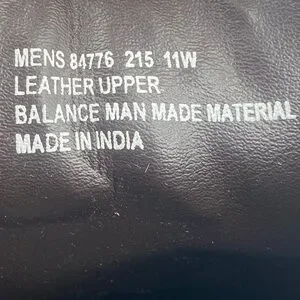 MENS 84776 215 11W
LEATHER UPPER
BALANCE MAN MADE MATERIAL
MADE IN INDIA